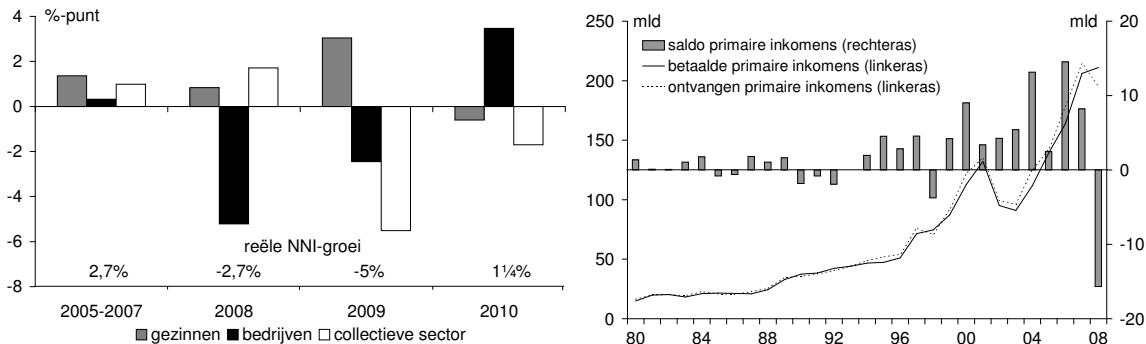 %-punt
4
2
0
-2
-4
-6
-8
reële NNI-groei
2,7% -2,7% -5% 1¼%
2005-2007 2008 2009 2010
gezinnen bedrijven collectieve sector
mld mld
saldo primaire inkomens (rechteras)
betaalde primaire inkomens (linkeras)
ontvangen primaire inkomens (linkeras)
250 20
200
10
150
0
100
-10
50
0 -20
80 84 88 92 96 00 04 08